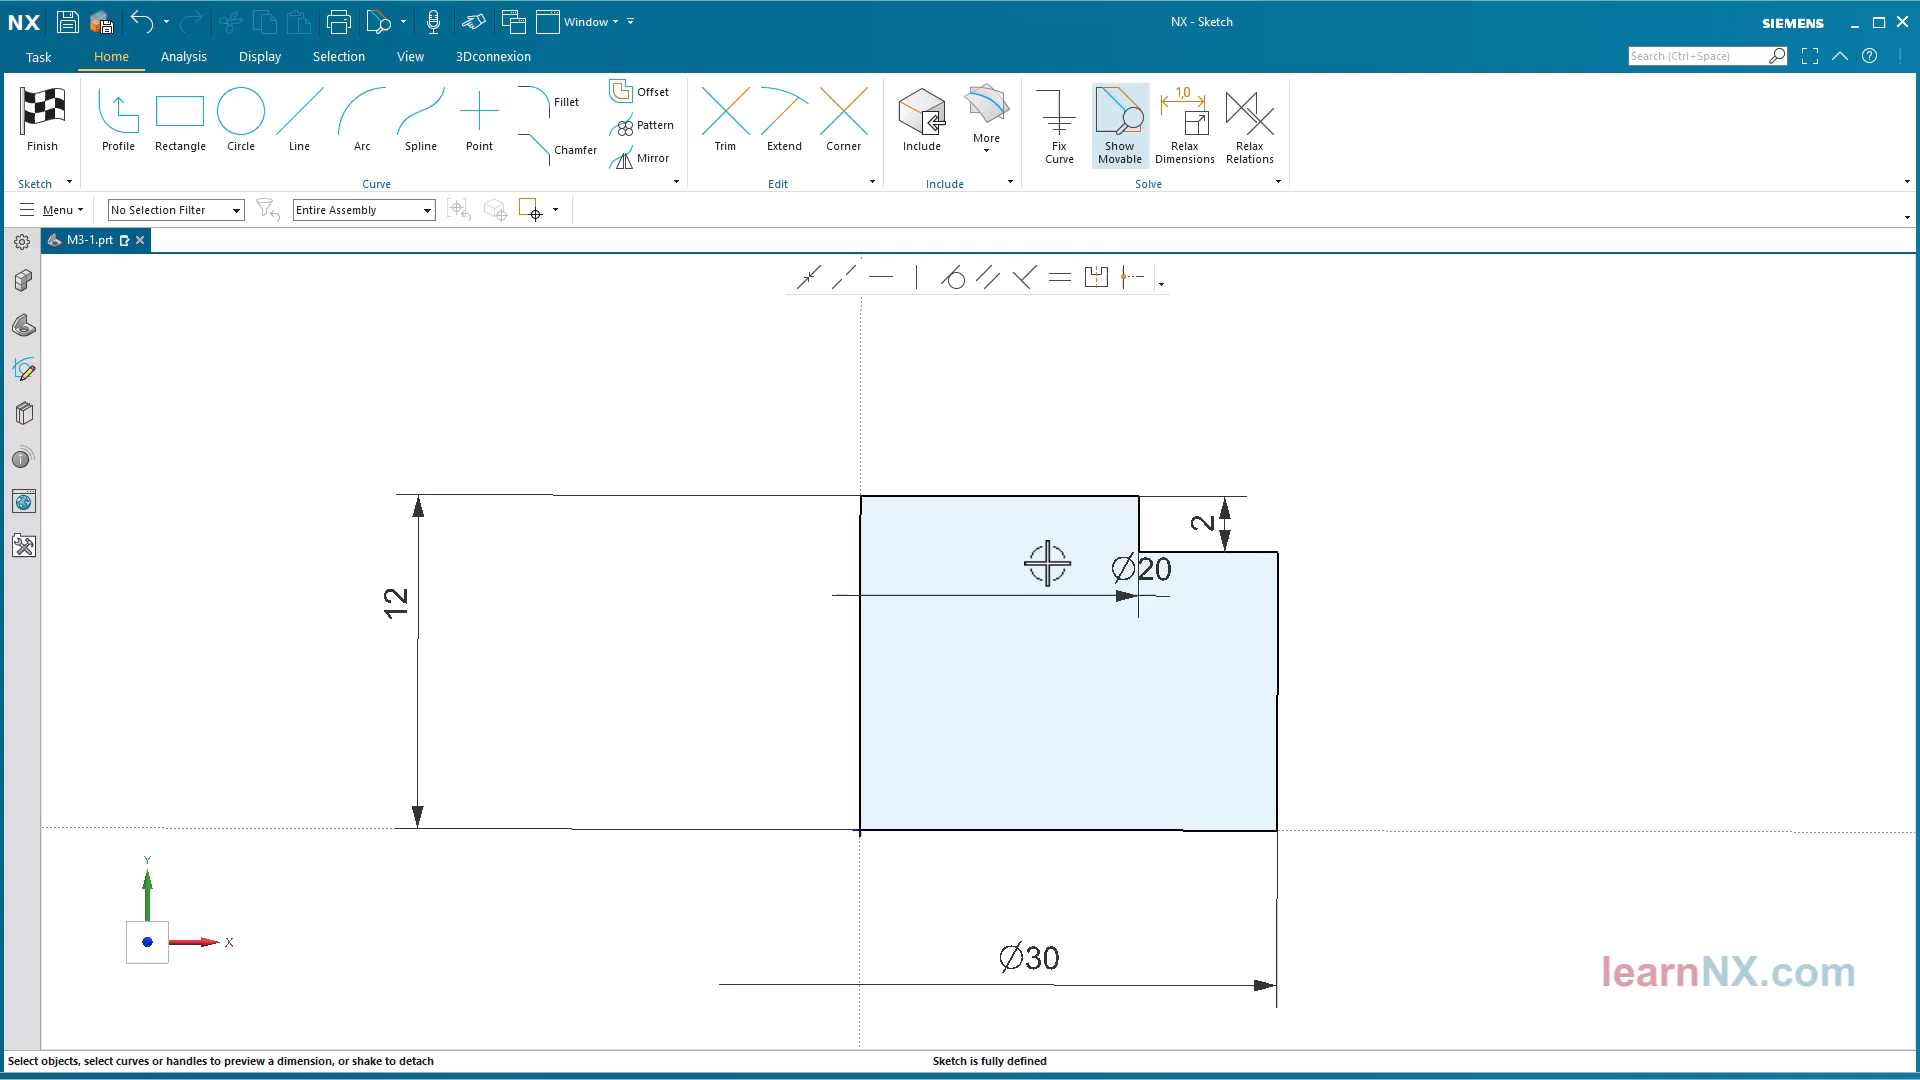 NX
Window
NX - Sketch
SIEMENS
Task
Home
Analysis
Display
Selection
View
3Dconnexion
Search (Ctrl+Space)
Finish
Profile
Rectangle
Circle
Line
Arc
Spline
Point
Fillet
Chamfer
Offset
Pattern
Mirror
Trim
Extend
Corner
Include
More
Fix
Curve
Show
Movable
1,0
Relax
Dimensions
Relax
Relations
Sketch
Curve
Edit
Include
Solve
Menu
No Selection Filter
Entire Assembly
M3-1.prt
2
∅20
12
Y
X
∅30
learnNX.com
Select objects, select curves or handles to preview a dimension, or shake to detach
Sketch is fully defined